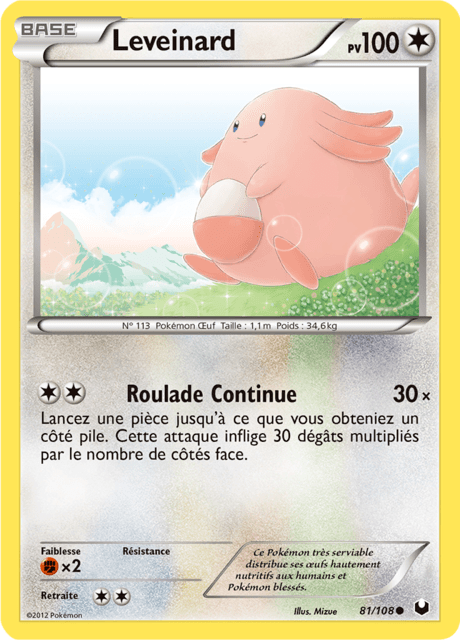 BASE
Leveinard
PV100
N° 113 Pokémon Œuf Taille : 1,1m Poids : 34,6kg
Roulade Continue 30×
Lancez une pièce jusqu'à ce que vous obteniez un
côté pile. Cette attaque inflige 30 dégâts multipliés
par le nombre de côtés face.
Faiblesse Résistance
×2
Retraite
Ce Pokémon très serviable
distribue ses œufs hautement
nutritifs aux humains et
Pokémon blessés.
©2012 Pokémon
Illus. Mizue
81/108